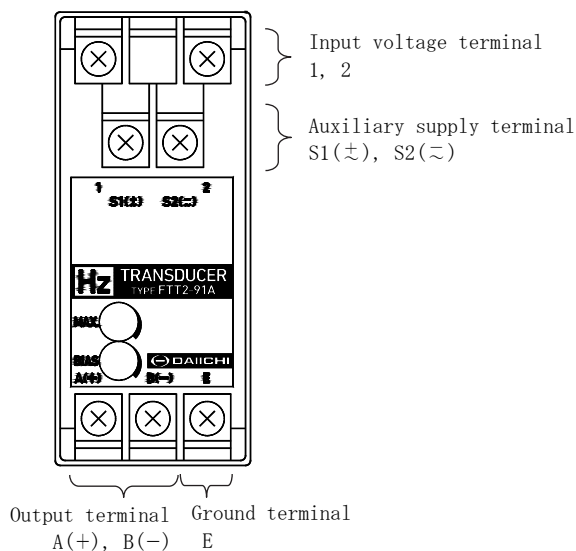 Input voltage terminal
1, 2
Auxiliary supply terminal
S1(±), S2(≂)
1 2
S1(±) S2(≂)
Hz TRANSDUCER
TYPE FTT2-91A
MAX.
BIAS DAIICHI
A(+) B(−) E
Output terminal Ground terminal
A(+), B(−) E